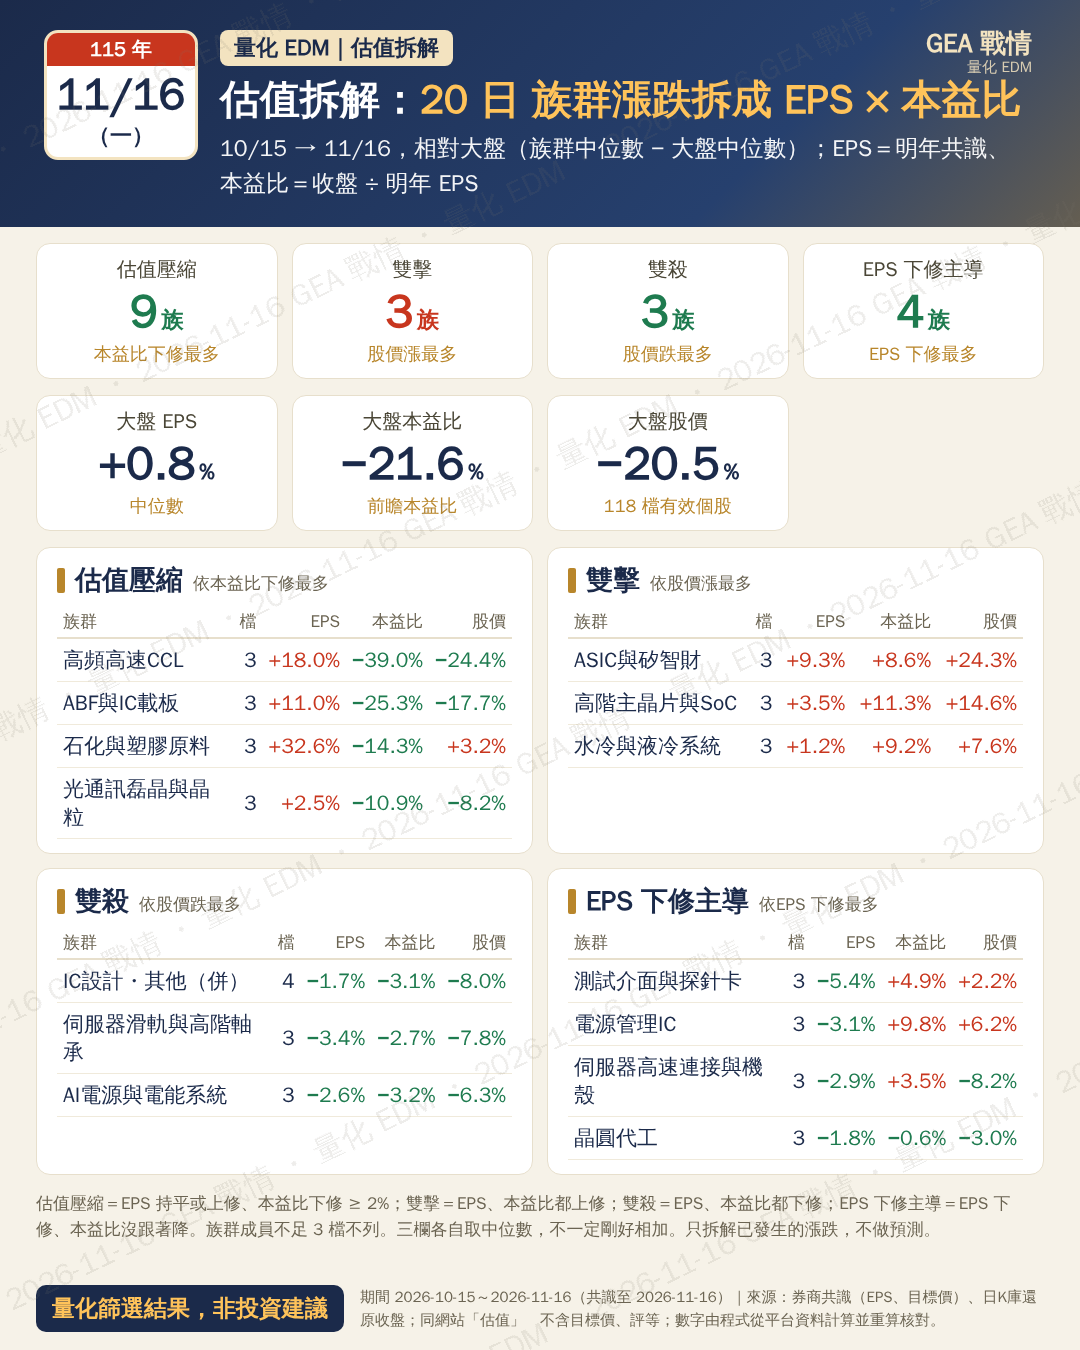 115 年
11/16
（一）
量化 EDM｜估值拆解
GEA 戰情
量化 EDM
估值拆解：20 日 族群漲跌拆成 EPS × 本益比
10/15 → 11/16，相對大盤（族群中位數 − 大盤中位數）；EPS＝明年共識、
本益比＝收盤 ÷ 明年 EPS
估值壓縮
9族
本益比下修最多
雙擊
3族
股價漲最多
雙殺
3族
股價跌最多
EPS 下修主導
4族
EPS 下修最多
大盤 EPS
+0.8%
中位數
大盤本益比
−21.6%
前瞻本益比
大盤股價
−20.5%
118 檔有效個股
估值壓縮 依本益比下修最多
族群 檔 EPS 本益比 股價
高頻高速CCL 3 +18.0% −39.0% −24.4%
ABF與IC載板 3 +11.0% −25.3% −17.7%
石化與塑膠原料 3 +32.6% −14.3% +3.2%
光通訊磊晶與晶
粒 3 +2.5% −10.9% −8.2%
雙擊 依股價漲最多
族群 檔 EPS 本益比 股價
ASIC與矽智財 3 +9.3% +8.6% +24.3%
高階主晶片與SoC 3 +3.5% +11.3% +14.6%
水冷與液冷系統 3 +1.2% +9.2% +7.6%
雙殺 依股價跌最多
族群 檔 EPS 本益比 股價
IC設計・其他（併） 4 −1.7% −3.1% −8.0%
伺服器滑軌與高階軸
承 3 −3.4% −2.7% −7.8%
AI電源與電能系統 3 −2.6% −3.2% −6.3%
EPS 下修主導 依EPS 下修最多
族群 檔 EPS 本益比 股價
測試介面與探針卡 3 −5.4% +4.9% +2.2%
電源管理IC 3 −3.1% +9.8% +6.2%
伺服器高速連接與機
殼 3 −2.9% +3.5% −8.2%
晶圓代工 3 −1.8% −0.6% −3.0%
估值壓縮＝EPS 持平或上修、本益比下修 ≥ 2%；雙擊＝EPS、本益比都上修；雙殺＝EPS、本益比都下修；EPS 下修主導＝EPS 下
修、本益比沒跟著降。族群成員不足 3 檔不列。三欄各自取中位數，不一定剛好相加。只拆解已發生的漲跌，不做預測。
量化篩選結果，非投資建議
期間 2026-10-15～2026-11-16（共識至 2026-11-16）｜來源：券商共識（EPS、目標價）、日K庫還
原收盤；同網站「估值」　不含目標價、評等；數字由程式從平台資料計算並重算核對。